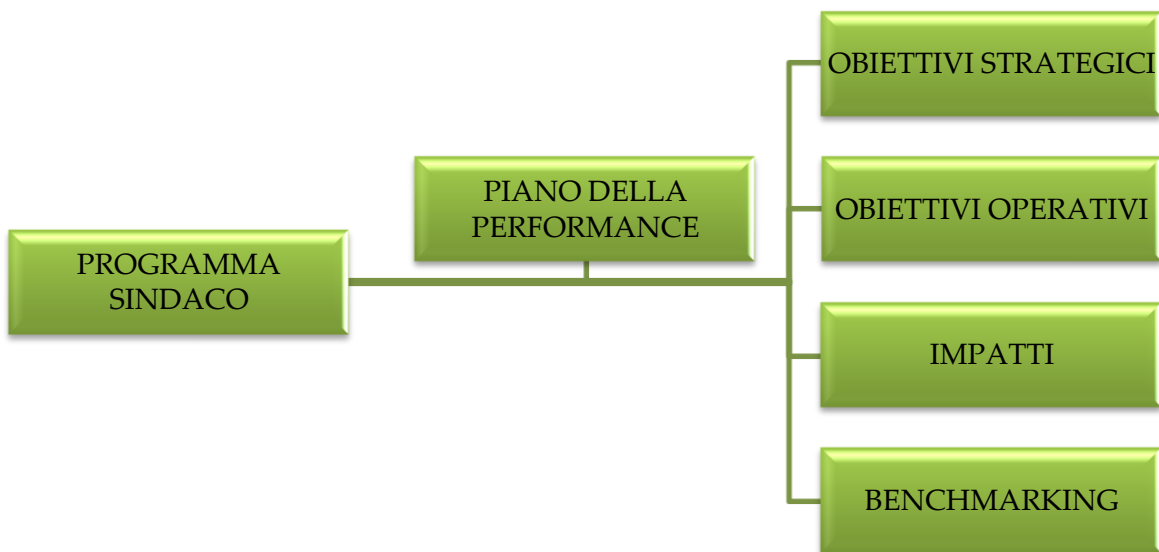 PROGRAMMA
SINDACO
PIANO DELLA
PERFORMANCE
OBIETTIVI STRATEGICI
OBIETTIVI OPERATIVI
IMPATTI
BENCHMARKING